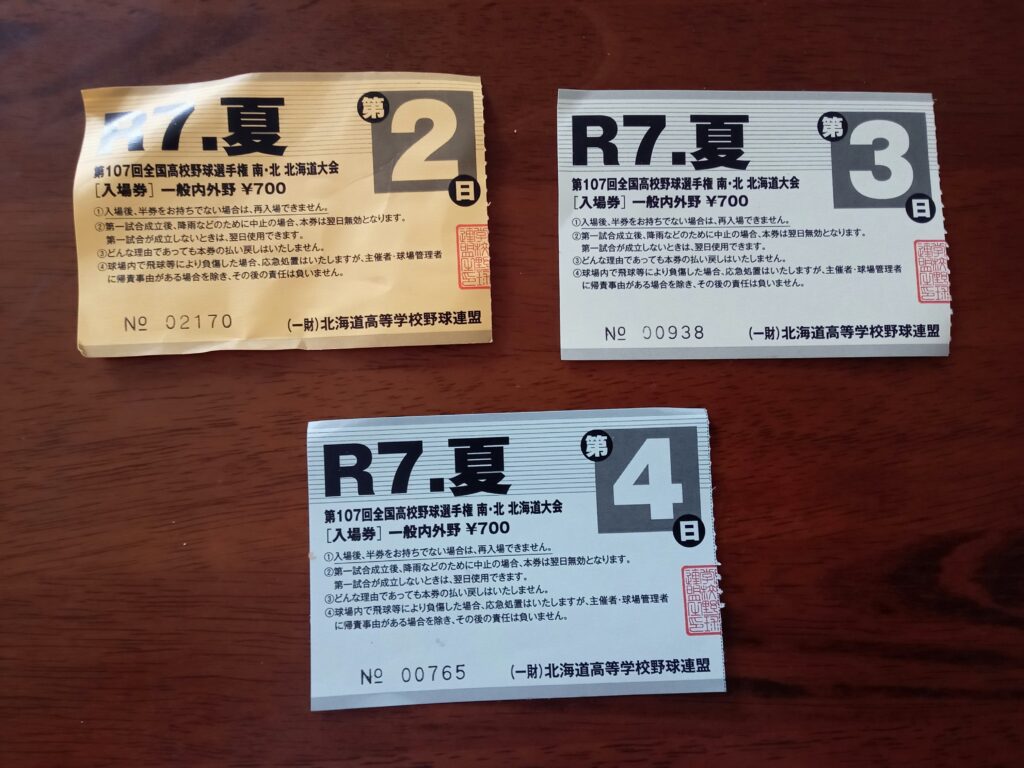 R7.夏
第2日
第107回全国高校野球選手権 南・北 北海道大会
[入場券] 一般内外野 ¥700
①入場後、半券をお持ちでない場合は、再入場できません。
②第一試合成立後、降雨などのために中止の場合、本券は翌日無効となります。
第一試合が成立しないときは、翌日使用できます。
③どんな理由であっても本券の払い戻しはいたしません。
④球場内で飛球等により負傷した場合、応急処置はいたしますが、主催者・球場管理者
に帰責事由がある場合を除き、その後の責任は負いません。
№ 02170
(一財)北海道高等学校野球連盟
R7.夏
第3日
第107回全国高校野球選手権 南・北 北海道大会
[入場券] 一般内外野 ¥700
①入場後、半券をお持ちでない場合は、再入場できません。
②第一試合成立後、降雨などのために中止の場合、本券は翌日無効となります。
第一試合が成立しないときは、翌日使用できます。
③どんな理由であっても本券の払い戻しはいたしません。
④球場内で飛球等により負傷した場合、応急処置はいたしますが、主催者・球場管理者
に帰責事由がある場合を除き、その後の責任は負いません。
№ 00938
(一財)北海道高等学校野球連盟
R7.夏
第4日
第107回全国高校野球選手権 南・北 北海道大会
[入場券] 一般内外野 ¥700
①入場後、半券をお持ちでない場合は、再入場できません。
②第一試合成立後、降雨などのために中止の場合、本券は翌日無効となります。
第一試合が成立しないときは、翌日使用できます。
③どんな理由であっても本券の払い戻しはいたしません。
④球場内で飛球等により負傷した場合、応急処置はいたしますが、主催者・球場管理者
に帰責事由がある場合を除き、その後の責任は負いません。
№ 00765
(一財)北海道高等学校野球連盟